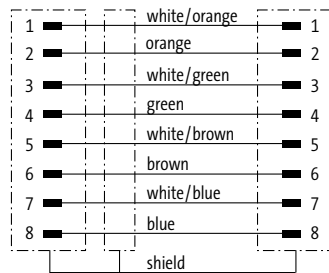 1 white/orange 1
2 orange 2
3 white/green 3
4 green 4
5 white/brown 5
6 brown 6
7 white/blue 7
8 blue 8
shield